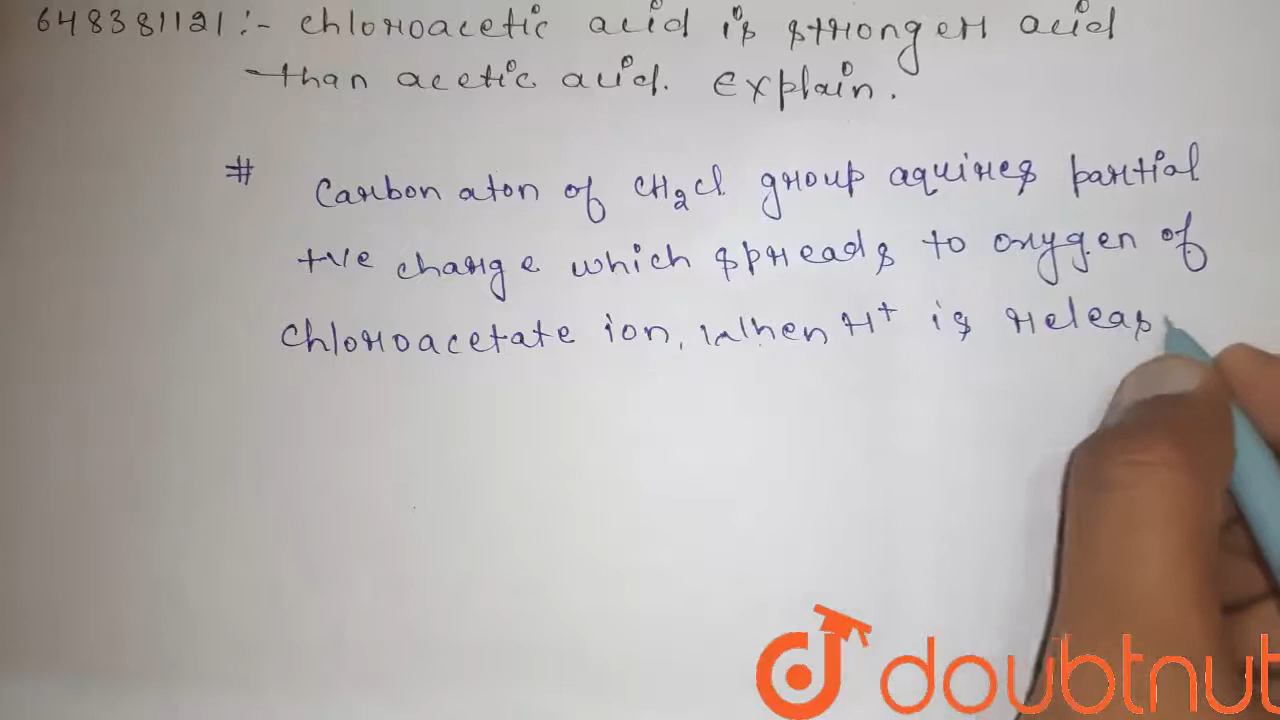 648381121:- chloroacetic acid is stronger acid
than acetic acid. Explain.
# Carbon aton of CH₂Cl group aquires partial
+ve charge which spreads to oxygen of
Chloroacetate ion, When H⁺ is releas
doubtnut